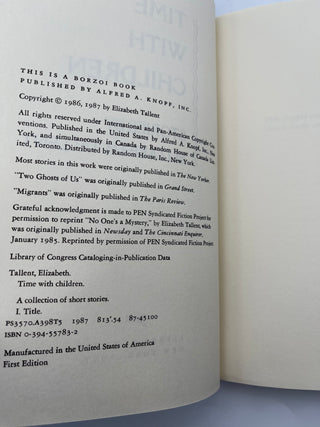 TIME
WITH
CHILDREN
THIS IS A BORZOI BOOK
PUBLISHED BY ALFRED A. KNOPF, INC.
Copyright © 1986, 1987 by Elizabeth Tallent
All rights reserved under International and Pan-American Copyright Con-
ventions. Published in the United States by Alfred A. Knopf, Inc., New
York, and simultaneously in Canada by Random House of Canada Lim-
ited, Toronto. Distributed by Random House, Inc., New York.
Most stories in this work were originally published in The New Yorker.
"Two Ghosts of Us" was originally published in Grand Street.
"Migrants" was originally published in The Paris Review.
Grateful acknowledgment is made to PEN Syndicated Fiction Project for
permission to reprint "No One's a Mystery," by Elizabeth Tallent, which
was originally published in Newsday and The Cincinnati Enquirer,
January 1985. Reprinted by permission of PEN Syndicated Fiction Project.
Library of Congress Cataloging-in-Publication Data
Tallent, Elizabeth.
Time with children.
A collection of short stories.
I. Title.
PS3570.A398T5 1987 813'.54 87-45100
ISBN 0-394-55783-2
Manufactured in the United States of America
First Edition